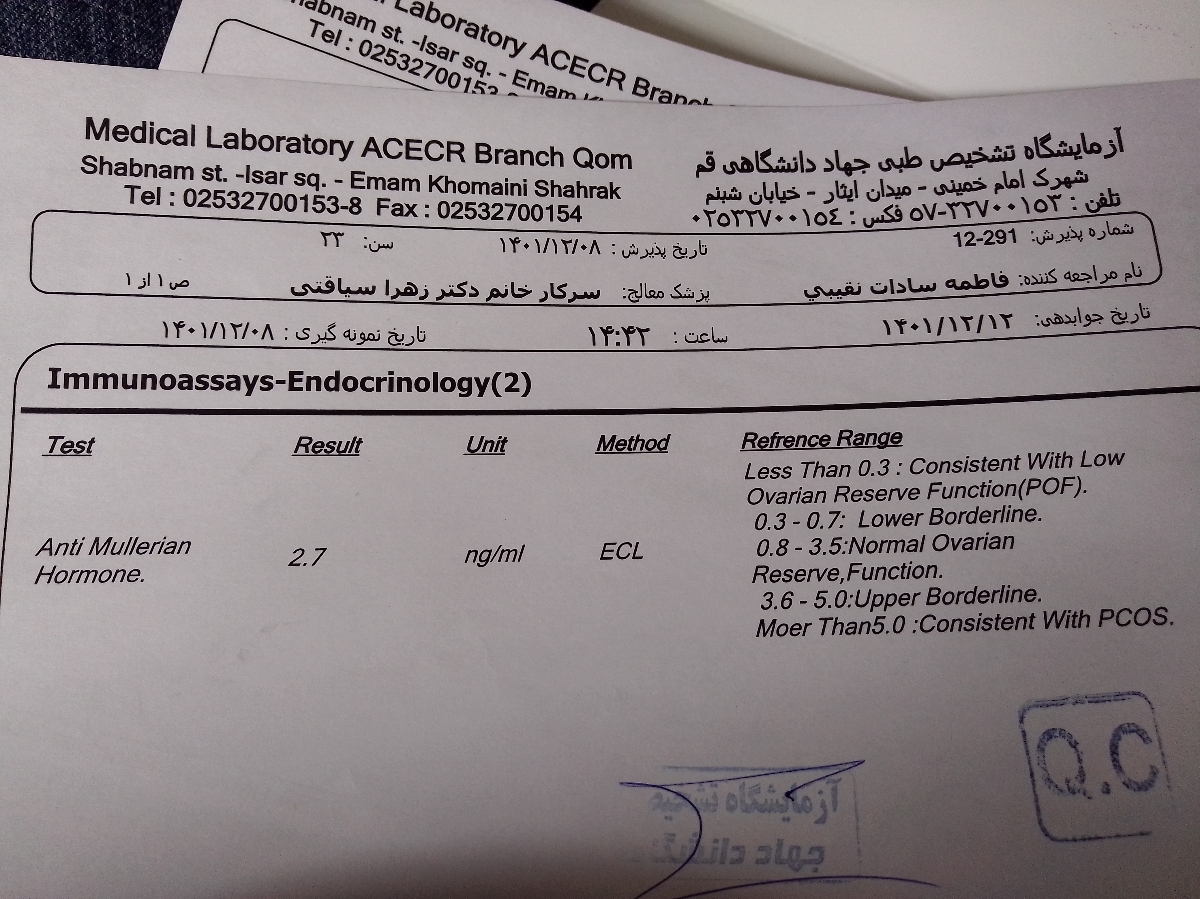 Laboratory ACECR Branch
Shabnam st. -Isar sq. - Emam
Tel : 02532700153
Medical Laboratory ACECR Branch Qom
Shabnam st. -Isar sq. - Emam Khomaini Shahrak
Tel : 02532700153-8 Fax : 02532700154
آزمایشگاه تشخیص طبی جهاد دانشگاهی قم
شهرک امام خمینی - میدان ایثار - خیابان شبنم
تلفن : ۵۷-۳۲۷۰۰۱۵۳ فکس : ۰۲۵۳۲۷۰۰۱۵۴
شماره پذیرش: 12-291 تاریخ پذیرش : ۱۴۰۱/۱۲/۰۸ سن: ۲۳
نام مراجعه کننده: فاطمه سادات نقيبي پزشک معالج: سرکار خانم دکتر زهرا سیاقتی ص ۱ از ۱
تاریخ جوابدهی: ۱۴۰۱/۱۲/۱۲ ساعت : ۱۴:۴۲ تاریخ نمونه گیری : ۱۴۰۱/۱۲/۰۸
Immunoassays-Endocrinology(2)
Test Result Unit Method Refrence Range
Less Than 0.3 : Consistent With Low
Ovarian Reserve Function(POF).
0.3 - 0.7: Lower Borderline.
Anti Mullerian 2.7 ng/ml ECL 0.8 - 3.5:Normal Ovarian
Hormone. Reserve,Function.
3.6 - 5.0:Upper Borderline.
Moer Than5.0 :Consistent With PCOS.
Q.C
آزمایشگاه
جهاد